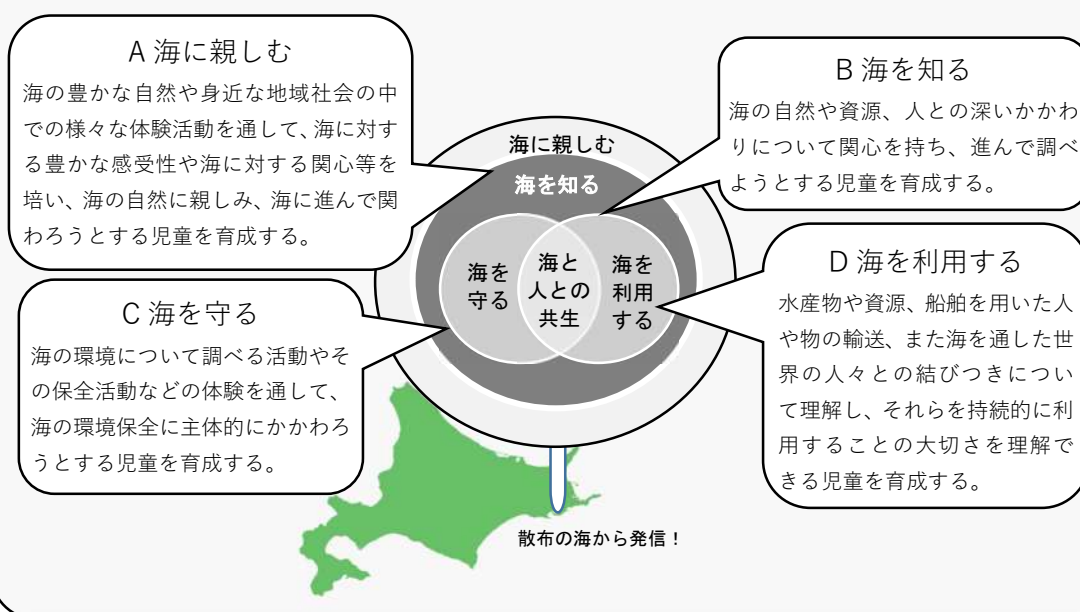 A 海に親しむ
海の豊かな自然や身近な地域社会の中
での様々な体験活動を通して、海に対す
る豊かな感受性や海に対する関心等を
培い、海の自然に親しみ、海に進んで関
わろうとする児童を育成する。
B 海を知る
海の自然や資源、人との深いかかわ
りについて関心を持ち、進んで調べ
ようとする児童を育成する。
海に親しむ
海を知る
海を
守る
海と
人との
共生
海を
利用
する
C 海を守る
海の環境について調べる活動やそ
の保全活動などの体験を通して、
海の環境保全に主体的にかかわろ
うとする児童を育成する。
D 海を利用する
水産物や資源、船舶を用いた人
や物の輸送、また海を通した世
界の人々との結びつきについ
て理解し、それらを持続的に利
用することの大切さを理解で
きる児童を育成する。
散布の海から発信！